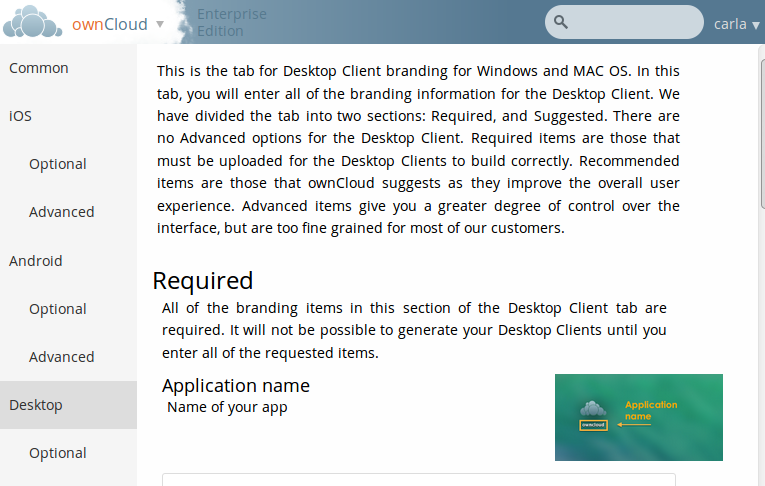 ownCloud
Enterprise
Edition
carla
Common
iOS
Optional
Advanced
Android
Optional
Advanced
Desktop
Optional
This is the tab for Desktop Client branding for Windows and MAC OS. In this
tab, you will enter all of the branding information for the Desktop Client. We
have divided the tab into two sections: Required, and Suggested. There are
no Advanced options for the Desktop Client. Required items are those that
must be uploaded for the Desktop Clients to build correctly. Recommended
items are those that ownCloud suggests as they improve the overall user
experience. Advanced items give you a greater degree of control over the
interface, but are too fine grained for most of our customers.
Required
All of the branding items in this section of the Desktop Client tab are
required. It will not be possible to generate your Desktop Clients until you
enter all of the requested items.
Application name
Name of your app
Application
name
owncloud